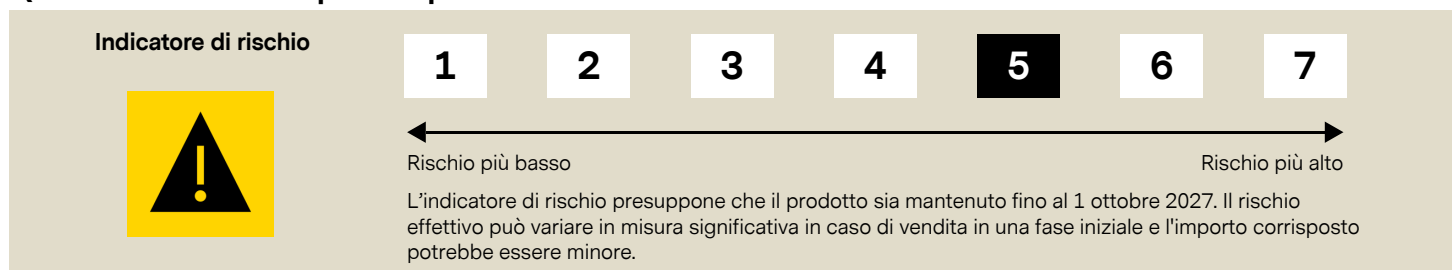 Indicatore di rischio
1 2 3 4 5 6 7
Rischio più basso Rischio più alto
L'indicatore di rischio presuppone che il prodotto sia mantenuto fino al 1 ottobre 2027. Il rischio
effettivo può variare in misura significativa in caso di vendita in una fase iniziale e l'importo corrisposto
potrebbe essere minore.